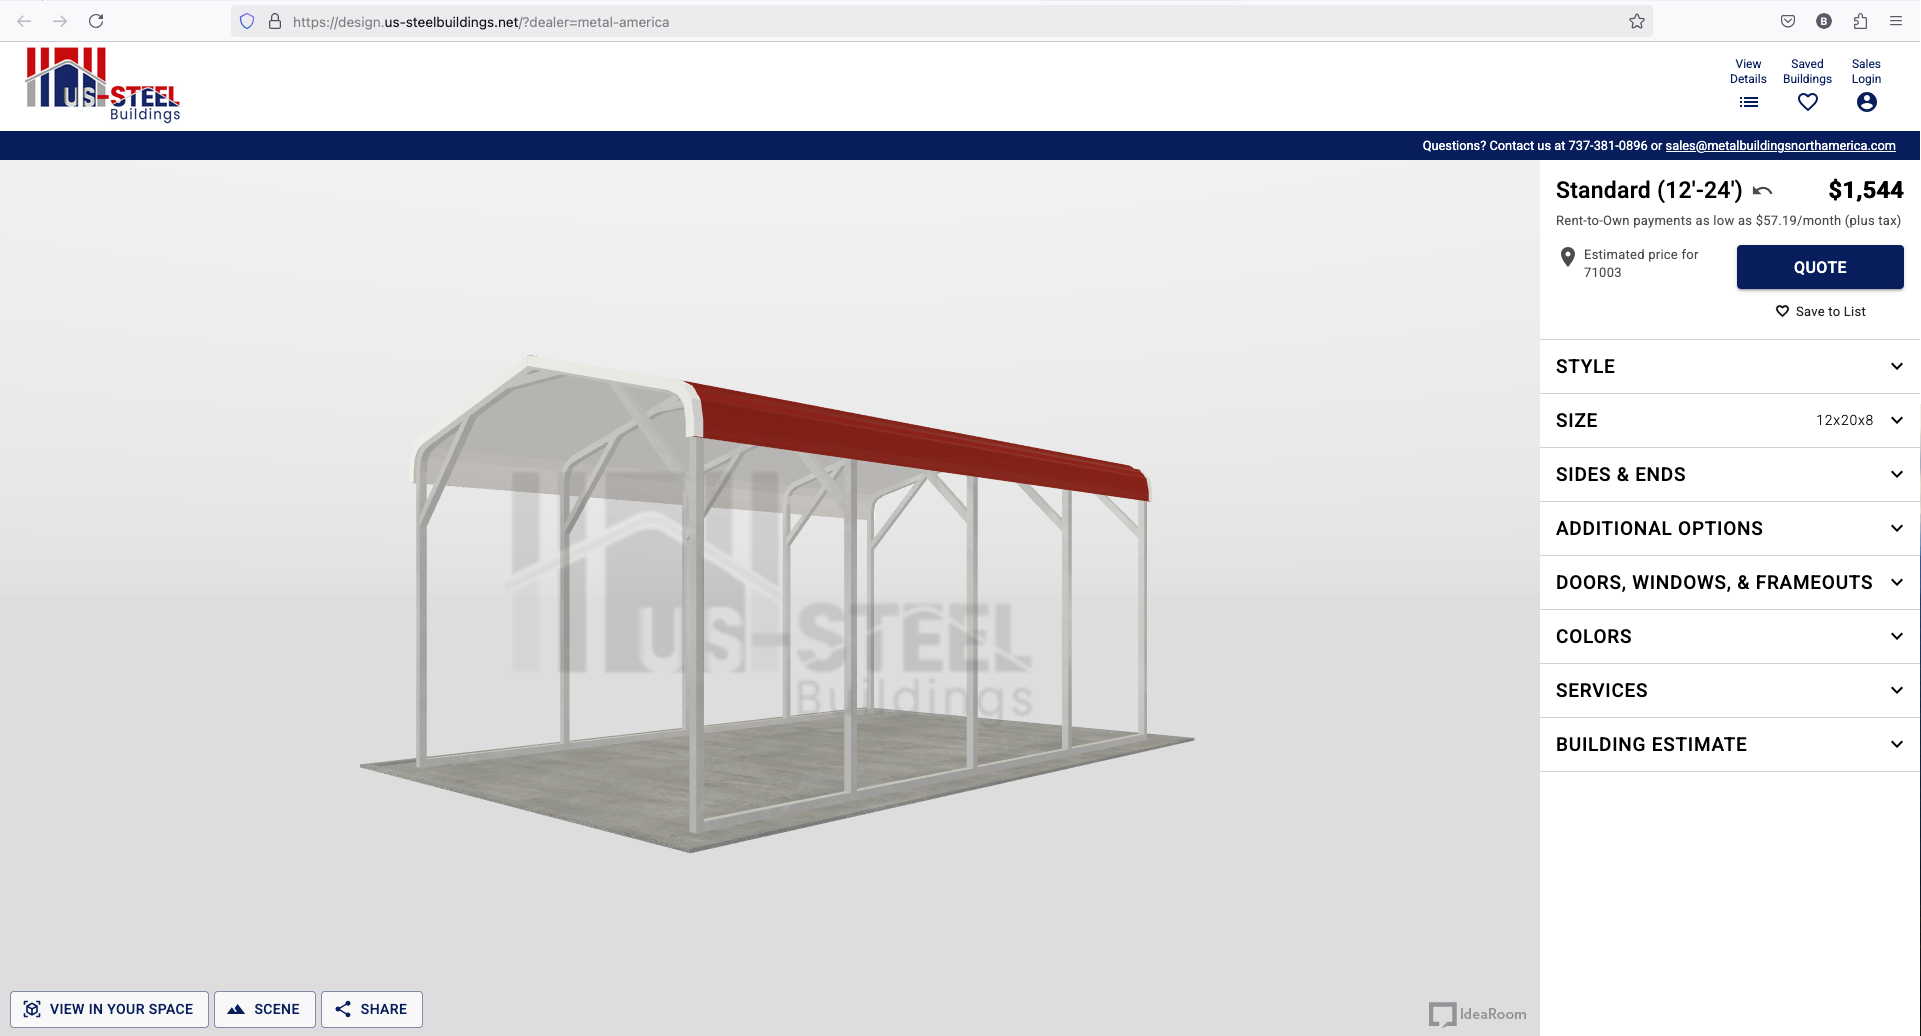 https://design.us-steelbuildings.net/?dealer=metal-america
B
US-STEEL
Buildings
View
Details
Saved
Buildings
Sales
Login
Questions? Contact us at 737-381-0896 or sales@metalbuildingsnorthamerica.com
Standard (12'-24') $1,544
Rent-to-Own payments as low as $57.19/month (plus tax)
Estimated price for
71003
QUOTE
Save to List
STYLE
SIZE 12x20x8
SIDES & ENDS
ADDITIONAL OPTIONS
DOORS, WINDOWS, & FRAMEOUTS
COLORS
SERVICES
BUILDING ESTIMATE
US-STEEL
Buildings
VIEW IN YOUR SPACE
SCENE
SHARE
IdeaRoom